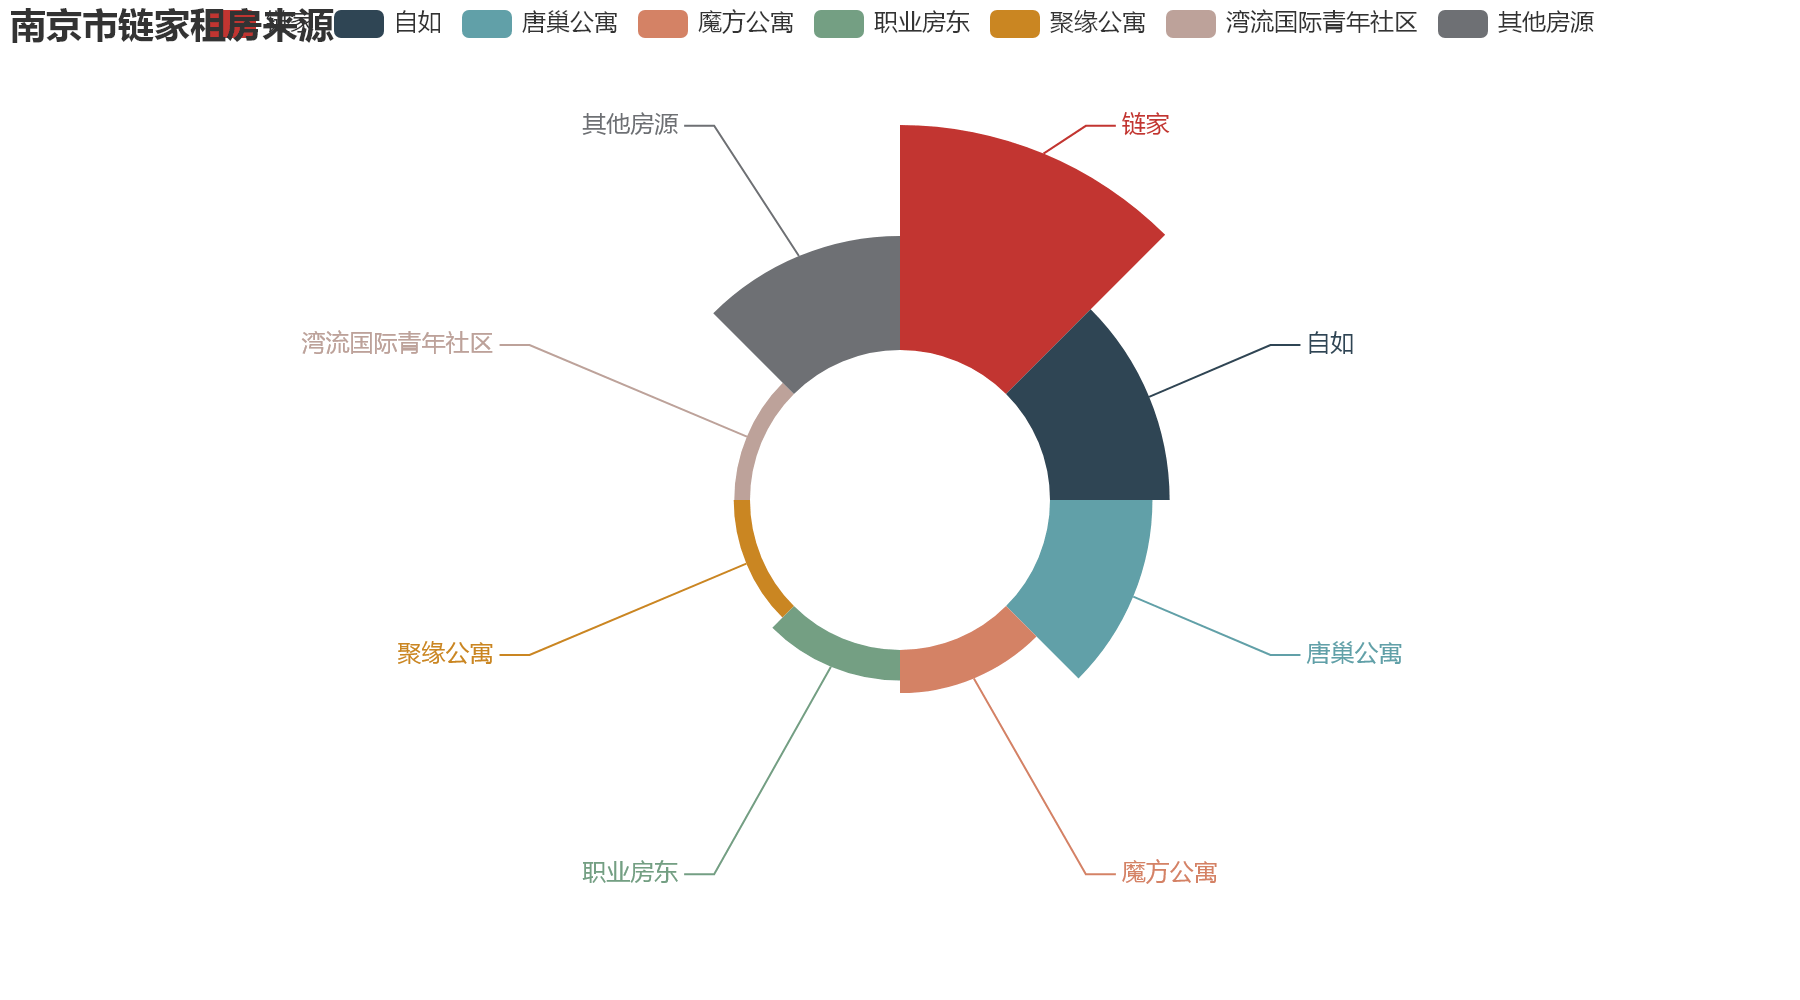 南京市链家租房来源
链家 自如 唐巢公寓 魔方公寓 职业房东 聚缘公寓 湾流国际青年社区 其他房源
其他房源 链家
湾流国际青年社区 自如
聚缘公寓 唐巢公寓
职业房东 魔方公寓